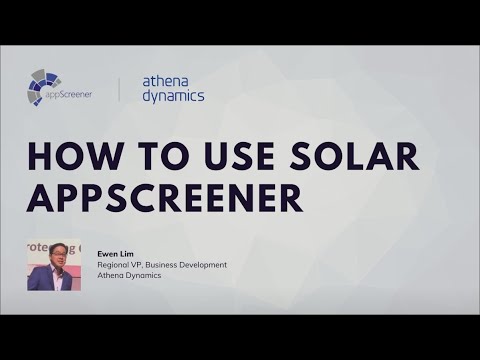 appScreener
athena
dynamics
HOW TO USE SOLAR
APPSCREENER
Ewen Lim
Regional VP, Business Development
Athena Dynamics